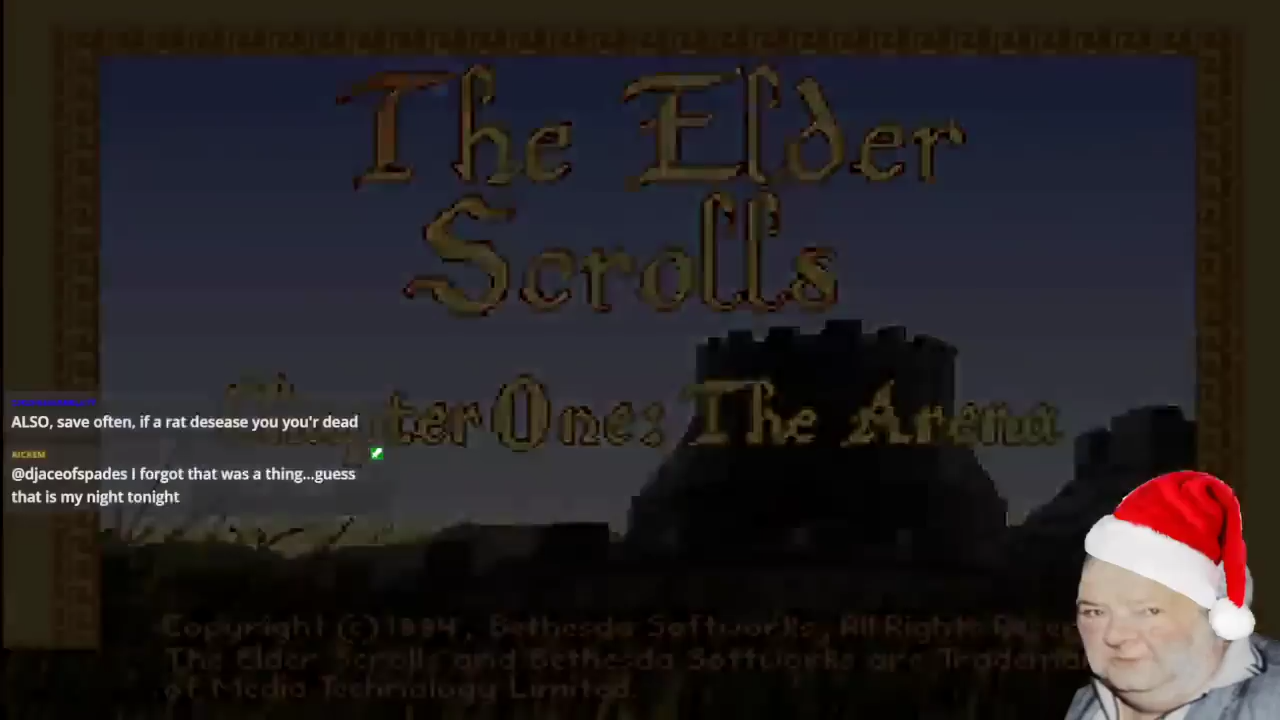 The Elder
Scrolls
Chapter One: The Arena
ALSO, save often, if a rat desease you you'r dead
RICKEM
@djaceofspades I forgot that was a thing...guess
that is my night tonight
Copyright (c) 1994, Bethesda Softworks, All Rights
The Elder Scrolls and Bethesda Softworks are
of Media Technology Limited.